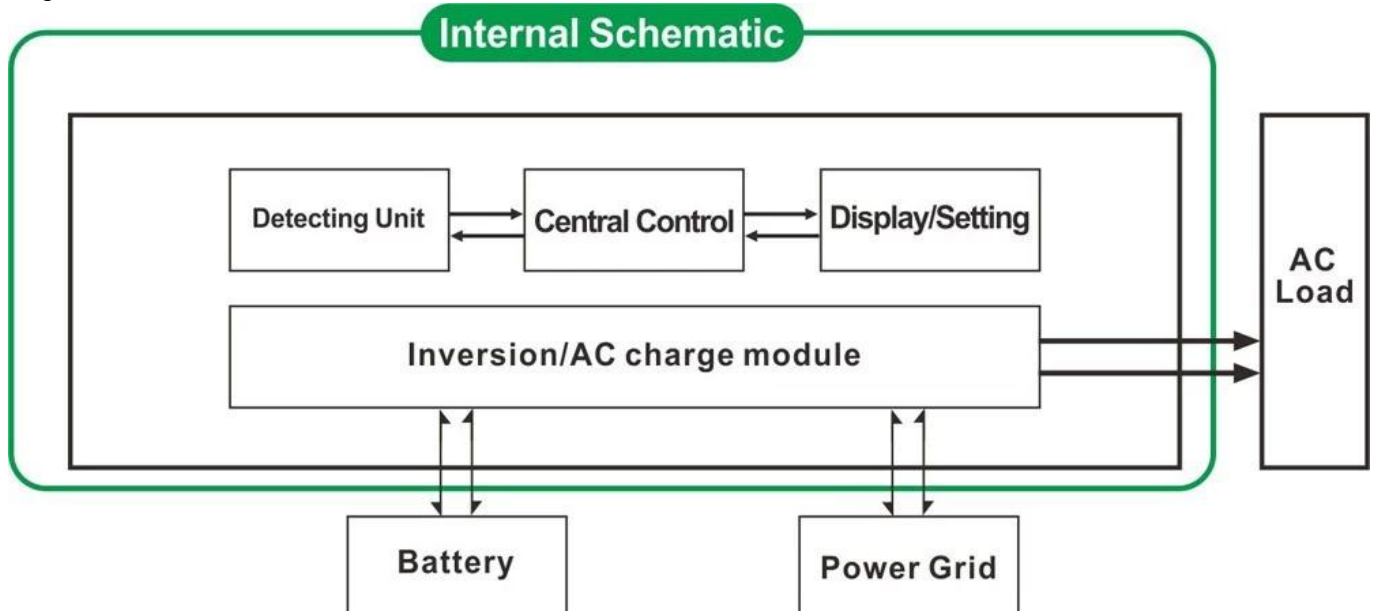 Internal Schematic
Detecting Unit
Central Control
Display/Setting
AC
Load
Inversion/AC charge module
Battery
Power Grid